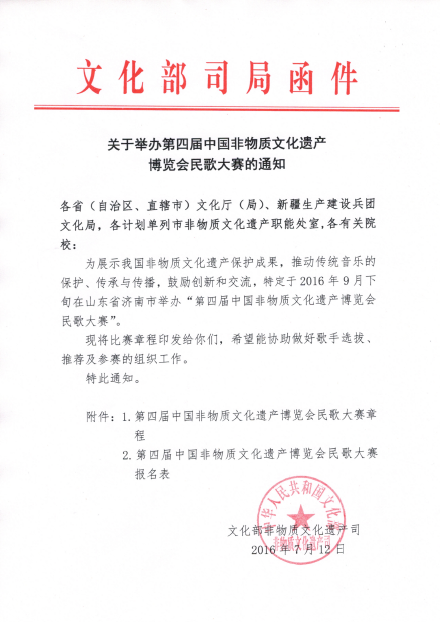 文化部司局函件
关于举办第四届中国非物质文化遗产
博览会民歌大赛的通知
各省（自治区、直辖市）文化厅（局）、新疆生产建设兵团
文化局，各计划单列市非物质文化遗产职能处室,各有关院
校：
为展示我国非物质文化遗产保护成果，推动传统音乐的
保护、传承与传播，鼓励创新和交流，特定于 2016 年 9 月下
旬在山东省济南市举办“第四届中国非物质文化遗产博览会
民歌大赛”。
现将比赛章程印发给你们，希望能协助做好歌手选拔、
推荐及参赛的组织工作。
特此通知。
附件：1.第四届中国非物质文化遗产博览会民歌大赛章
程
2.第四届中国非物质文化遗产博览会民歌大赛
报名表
中华人民共和国文化部
非物质文化遗产司
文化部非物质文化遗产司
2016 年 7 月 12 日